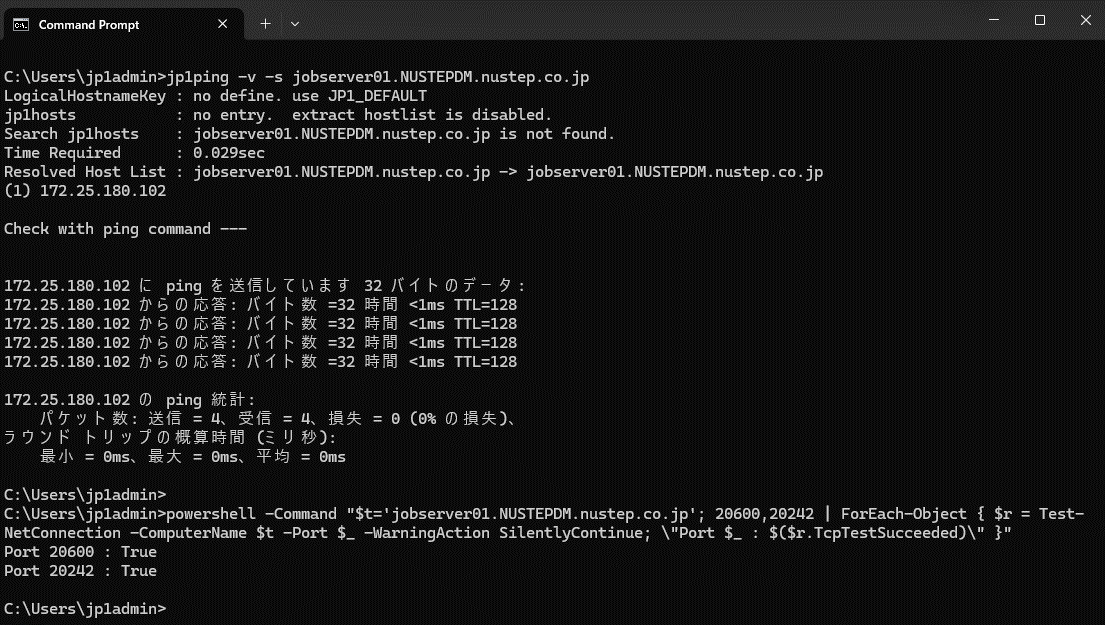 Command Prompt
C:\Users\jp1admin>jp1ping -v -s jobserver01.NUSTEPDM.nustep.co.jp
LogicalHostnameKey : no define. use JP1_DEFAULT
jp1hosts           : no entry.  extract hostlist is disabled.
Search jp1hosts    : jobserver01.NUSTEPDM.nustep.co.jp is not found.
Time Required      : 0.029sec
Resolved Host List : jobserver01.NUSTEPDM.nustep.co.jp -> jobserver01.NUSTEPDM.nustep.co.jp
(1) 172.25.180.102
Check with ping command ---
172.25.180.102 に ping を送信しています 32 バイトのデータ:
172.25.180.102 からの応答: バイト数 =32 時間 <1ms TTL=128
172.25.180.102 からの応答: バイト数 =32 時間 <1ms TTL=128
172.25.180.102 からの応答: バイト数 =32 時間 <1ms TTL=128
172.25.180.102 からの応答: バイト数 =32 時間 <1ms TTL=128
172.25.180.102 の ping 統計:
    パケット数: 送信 = 4、受信 = 4、損失 = 0 (0% の損失)、
ラウンド トリップの概算時間 (ミリ秒):
    最小 = 0ms、最大 = 0ms、平均 = 0ms
C:\Users\jp1admin>
C:\Users\jp1admin>powershell -Command "$t='jobserver01.NUSTEPDM.nustep.co.jp'; 20600,20242 | ForEach-Object { $r = Test-
NetConnection -ComputerName $t -Port $_ -WarningAction SilentlyContinue; \"Port $_ : $($r.TcpTestSucceeded)\" }"
Port 20600 : True
Port 20242 : True
C:\Users\jp1admin>